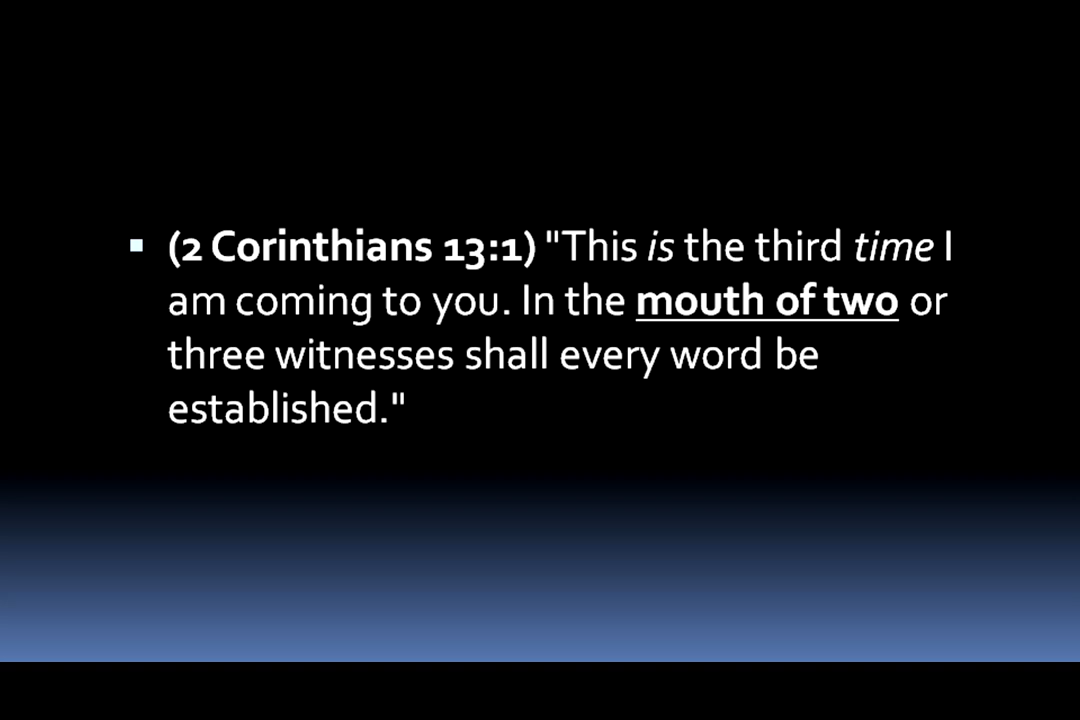 ▪ (2 Corinthians 13:1) "This is the third time I
am coming to you. In the mouth of two or
three witnesses shall every word be
established."